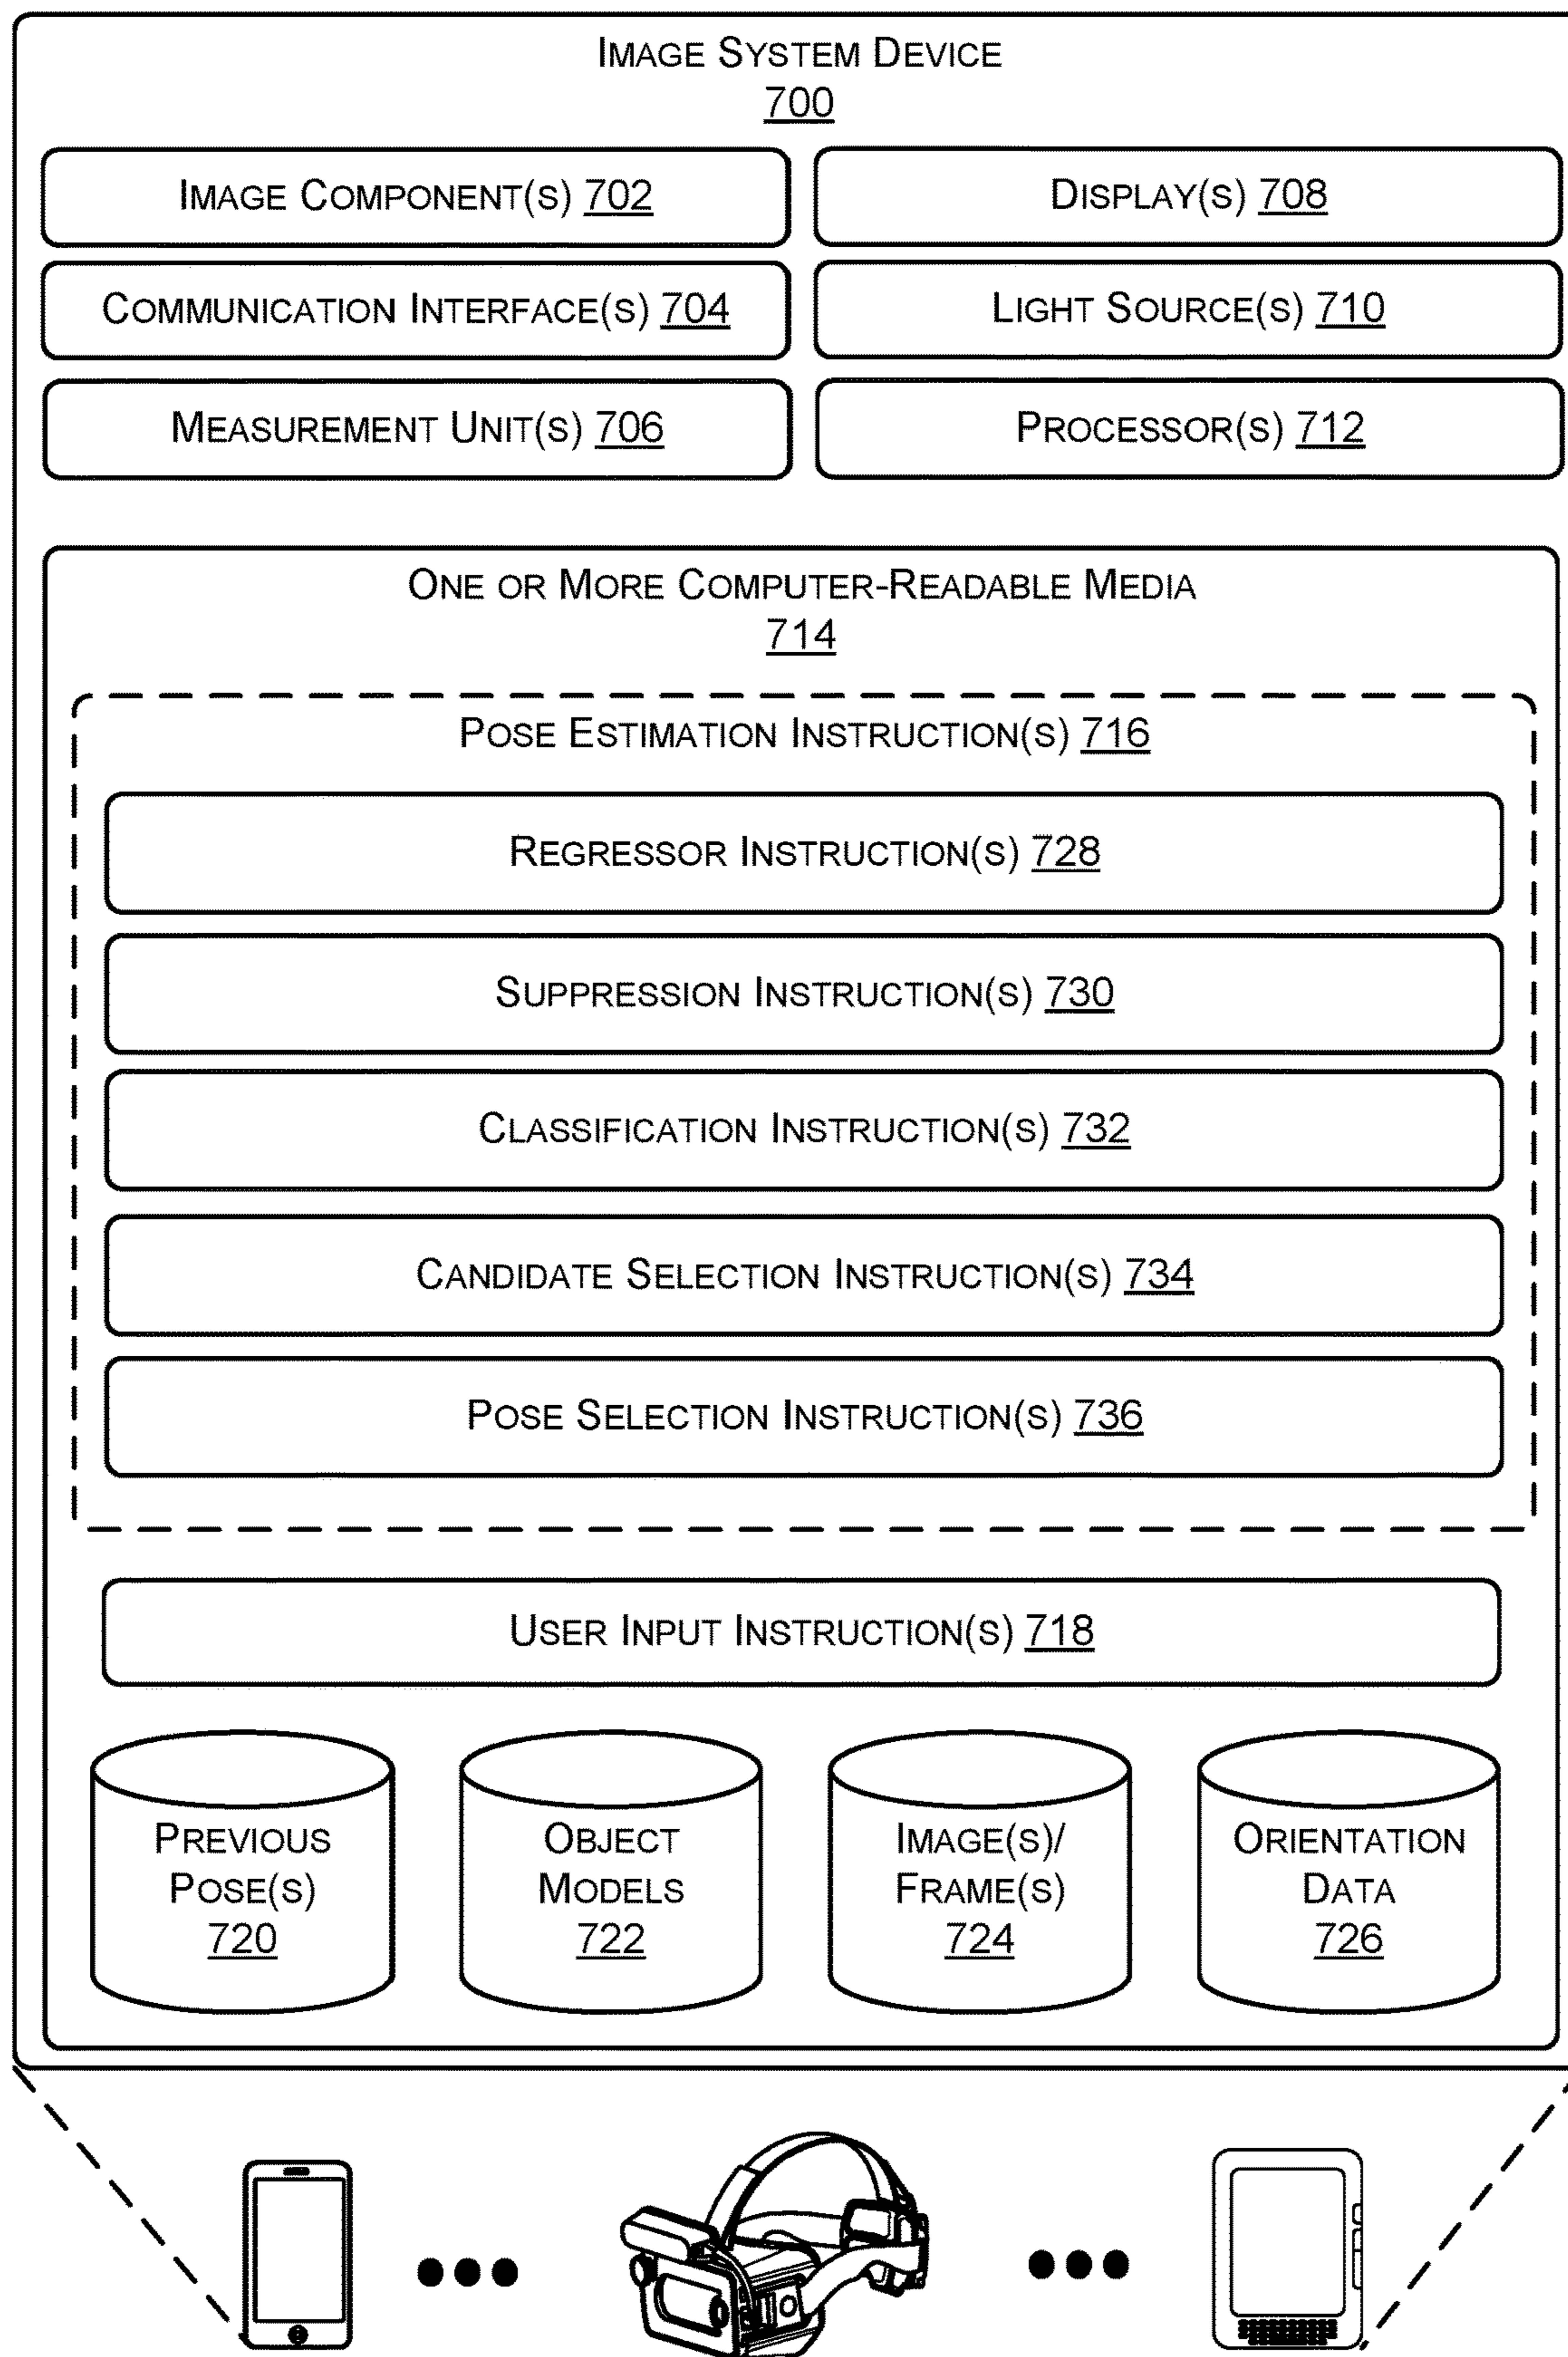 IMAGE SYSTEM DEVICE
700
IMAGE COMPONENT(S) 702
DISPLAY(S) 708
COMMUNICATION INTERFACE(S) 704
LIGHT SOURCE(S) 710
MEASUREMENT UNIT(S) 706
PROCESSOR(S) 712
ONE OR MORE COMPUTER-READABLE MEDIA
714
POSE ESTIMATION INSTRUCTION(S) 716
REGRESSOR INSTRUCTION(S) 728
SUPPRESSION INSTRUCTION(S) 730
CLASSIFICATION INSTRUCTION(S) 732
CANDIDATE SELECTION INSTRUCTION(S) 734
POSE SELECTION INSTRUCTION(S) 736
USER INPUT INSTRUCTION(S) 718
PREVIOUS
POSE(S)
720
OBJECT
MODELS
722
IMAGE(S)/
FRAME(S)
724
ORIENTATION
DATA
726